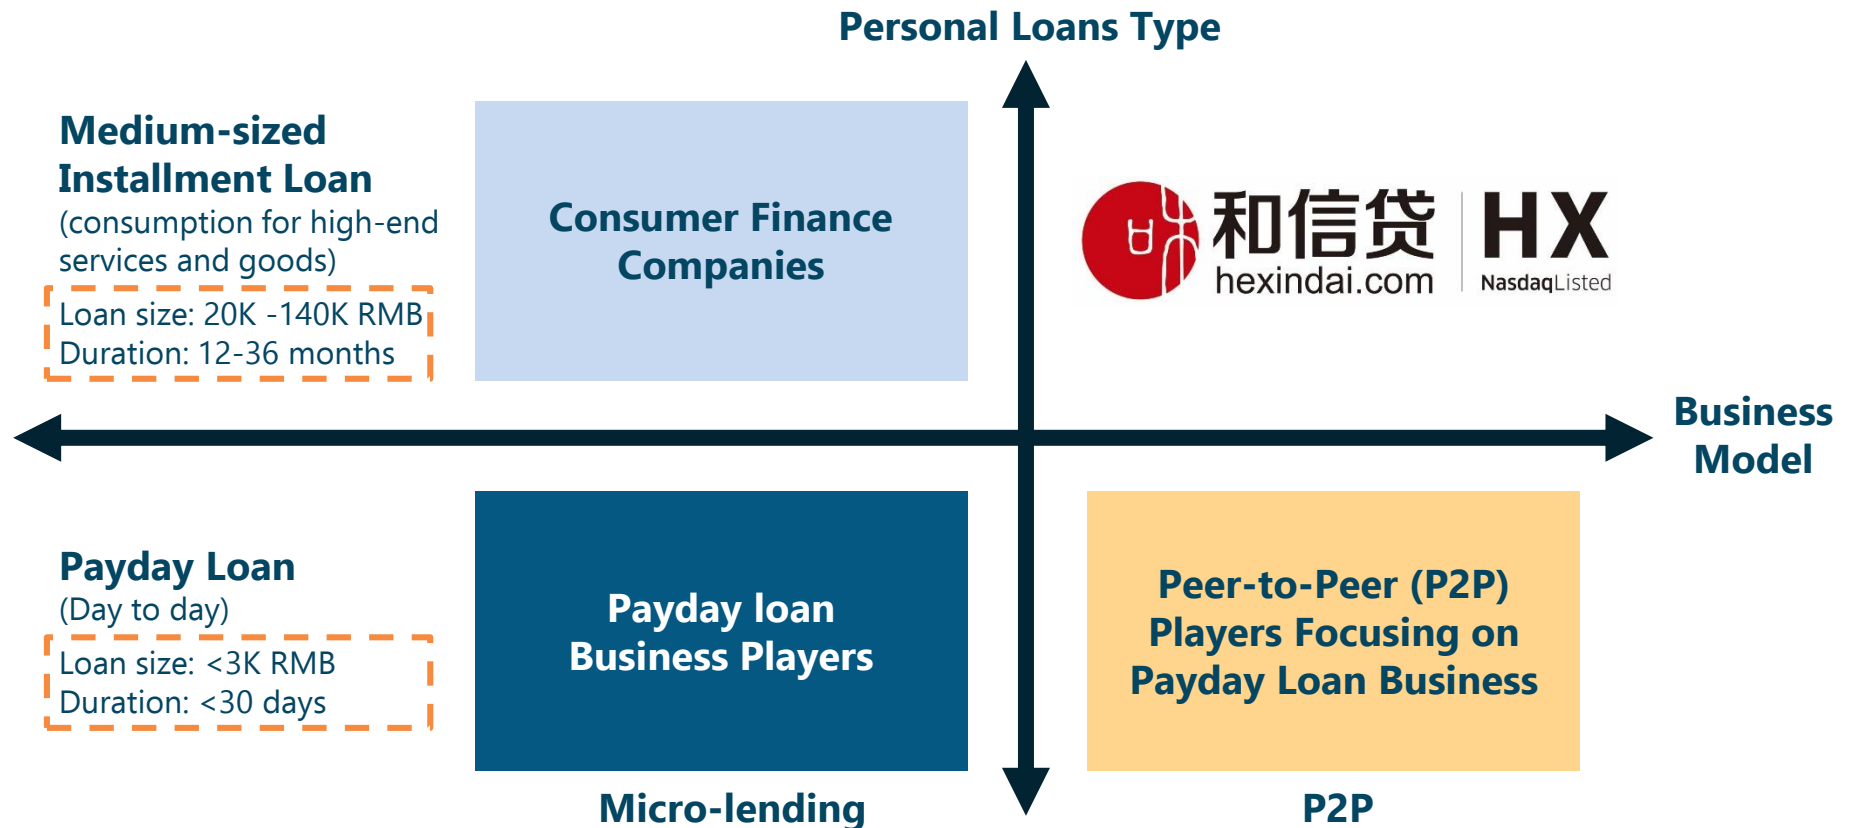 Personal Loans Type
Medium-sized
Installment Loan
(consumption for high-end
services and goods)
Loan size: 20K -140K RMB
Duration: 12-36 months
Consumer Finance
Companies
和信贷
hexindai.com
HX
NasdaqListed
Business
Model
Payday Loan
(Day to day)
Loan size: <3K RMB
Duration: <30 days
Payday loan
Business Players
Peer-to-Peer (P2P)
Players Focusing on
Payday Loan Business
Micro-lending
P2P